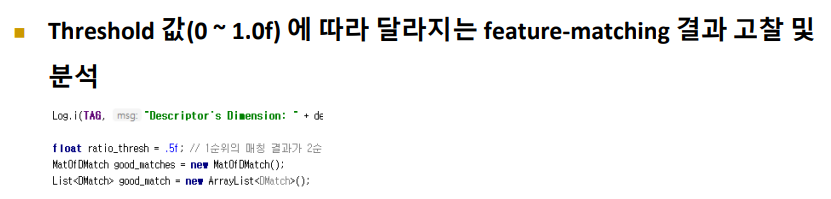 Threshold 값(0 ~ 1.0f) 에 따라 달라지는 feature-matching 결과 고찰 및
분석
Log.i(TAG, msg: "Descriptor's Dimension: " + de
float ratio_thresh = .5f; // 1순위의 매칭 결과가 2순
MatOfDMatch good_matches = new MatOfDMatch();
List<DMatch> good_match = new ArrayList<DMatch>();